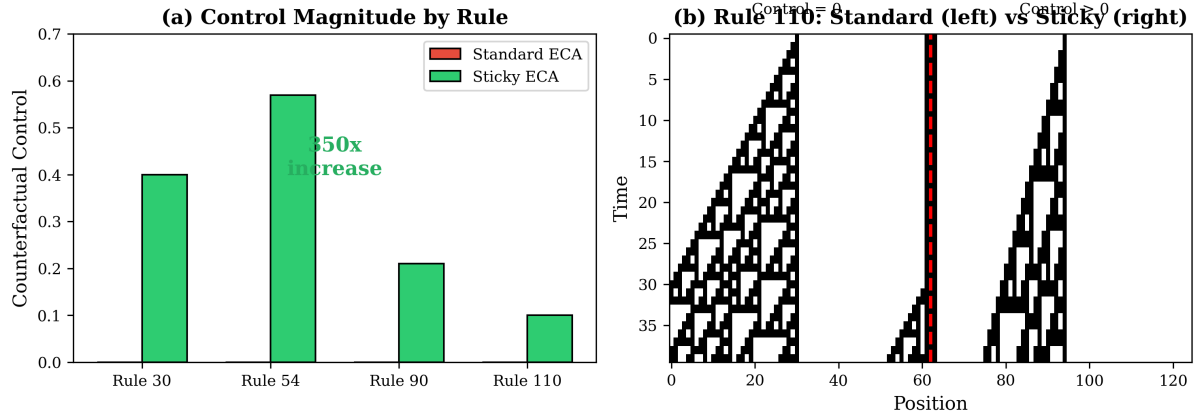 (a) Control Magnitude by Rule
Counterfactual Control
0.7
0.6
0.5
0.4
0.3
0.2
0.1
0.0
Standard ECA
Sticky ECA
350x
increase
Rule 30
Rule 54
Rule 90
Rule 110
(b) Rule 110: Standard (left) vs Sticky (right)
Control = 0
Control > 0
Time
0
5
10
15
20
25
30
35
0
20
40
60
80
100
120
Position